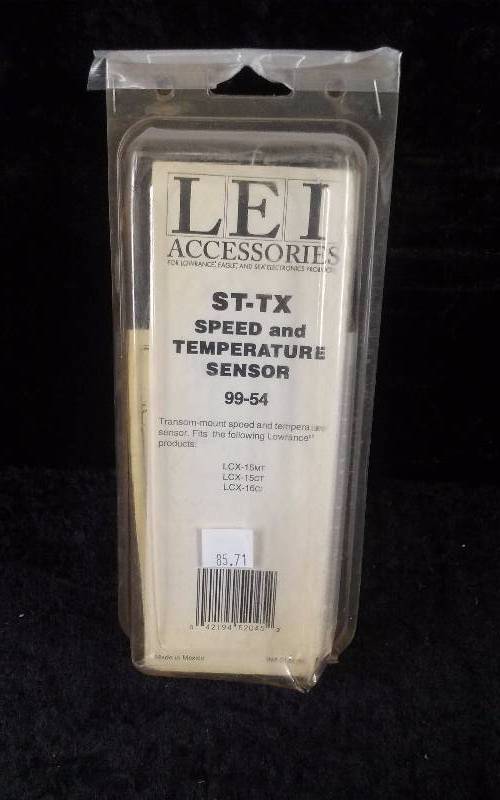 LEI
ACCESSORIES
FOR LOWRANCE, EAGLE, AND SEA ELECTRONICS PRODUCTS
ST-TX
SPEED and
TEMPERATURE
SENSOR
99-54
Transom-mount speed and temperature
sensor. Fits the following Lowrance®
products:
LCX-15MT
LCX-15CT
LCX-16CI
85.71
42194
Made in Mexico